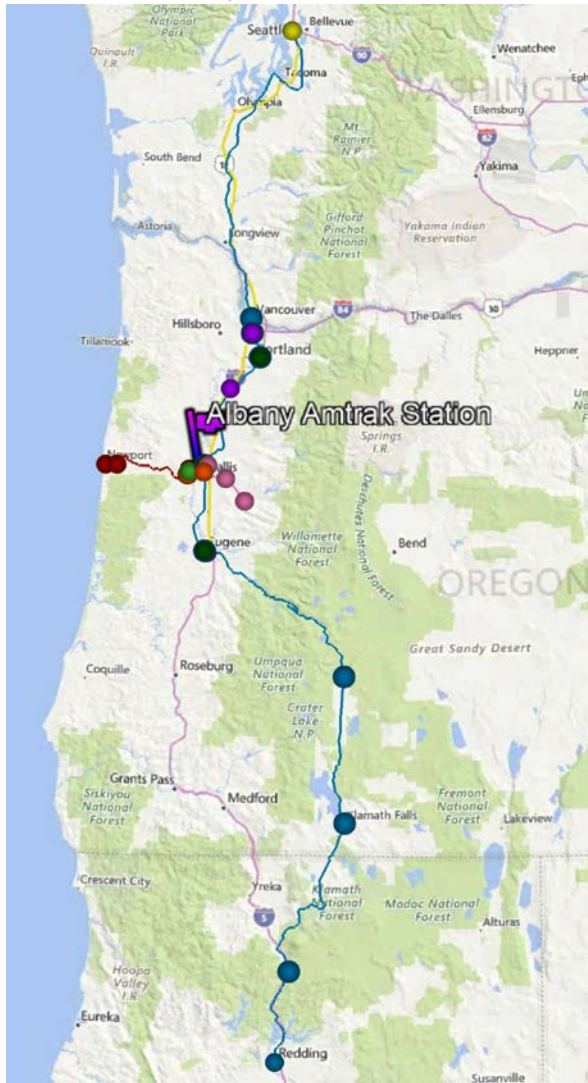 Olympic
National
Park
Seattle
Bellevue
Quinault
I.R.
90
Wenatchee
Tacoma
Eph
WASHINGTO
Olympia
Ellensburg
Mt.
Rainier
N.P.
82
South Bend
Yakima
Gifford
Pinchot
National
Forest
Yakama Indian
Reservation
Astoria
Longview
Vancouver
84
The Dalles
30
Hillsboro
Tillamook
Portland
Heppner
Albany Amtrak Station
Springs
I.R.
Newport
Deschutes National Forest
Eugene
Willamette
National
Forest
Bend
OREGON
Great Sandy Desert
Coquille
Roseburg
Umpqua
National
Forest
Crater
Lake
N.P.
Grants Pass
Siskiyou
National
Forest
Medford
Klamath Falls
Fremont
National
Forest
Lakeview
Crescent City
Yreka
Klamath
National
Forest
Modoc National
Forest
5
Alturas
Hoopa
Valley
I.R.
Eureka
Redding
Susanville